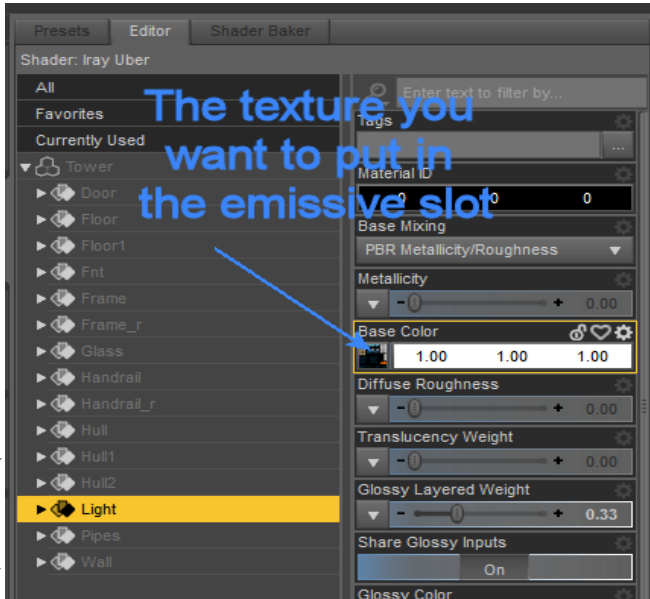 Presets Editor Shader Baker
Shader: Iray Uber
All
Favorites
Currently Used
Tower
Door
Floor
Floor1
Fnt
Frame
Frame_r
Glass
Handrail
Handrail_r
Hull
Hull1
Hull2
Light
Pipes
Wall
The texture you
want to put in
the emissive slot
Enter text to filter by...
Tags
...
Material ID
0 0 0
Base Mixing
PBR Metallicity/Roughness
Metallicity
- + 0.00
Base Color
1.00 1.00 1.00
Diffuse Roughness
- + 0.00
Translucency Weight
- + 0.00
Glossy Layered Weight
- + 0.33
Share Glossy Inputs
On
Glossy Color